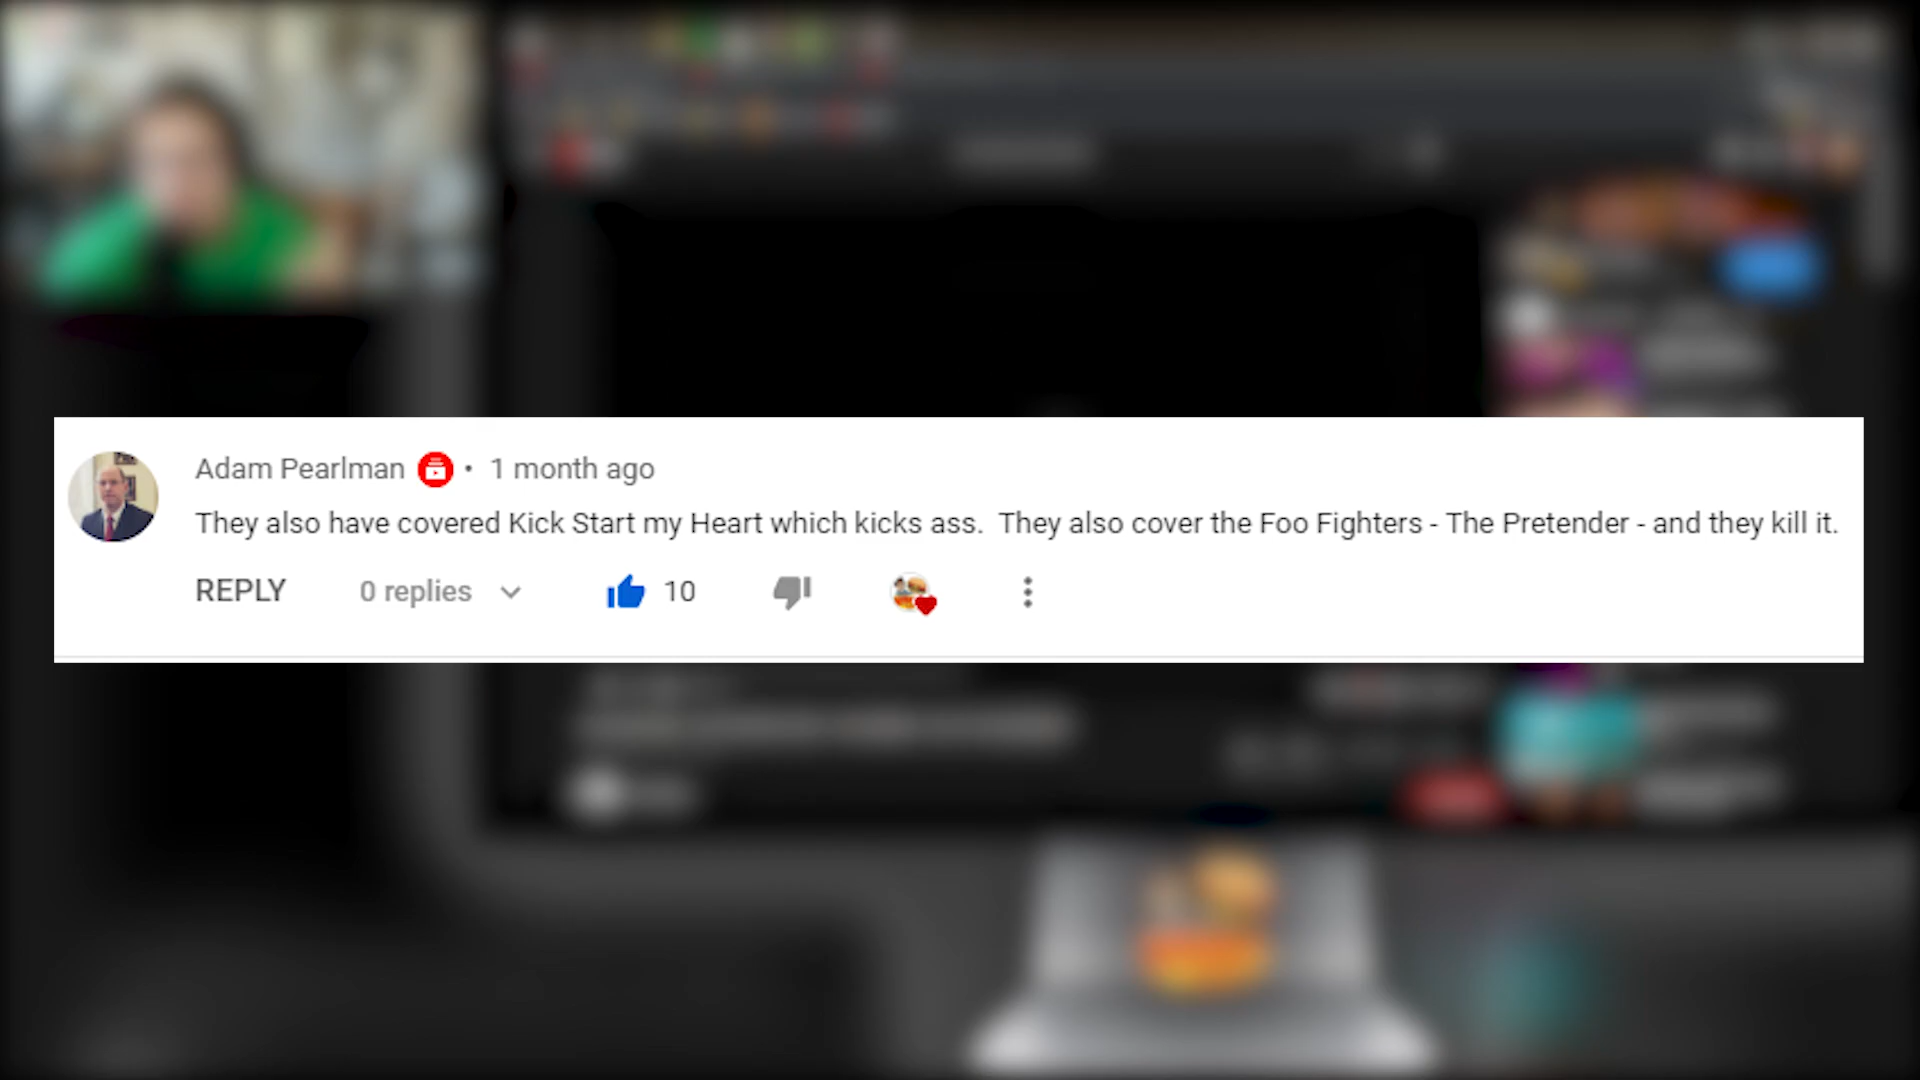 Adam Pearlman • 1 month ago
They also have covered Kick Start my Heart which kicks ass.  They also cover the Foo Fighters - The Pretender - and they kill it.
REPLY 0 replies 10